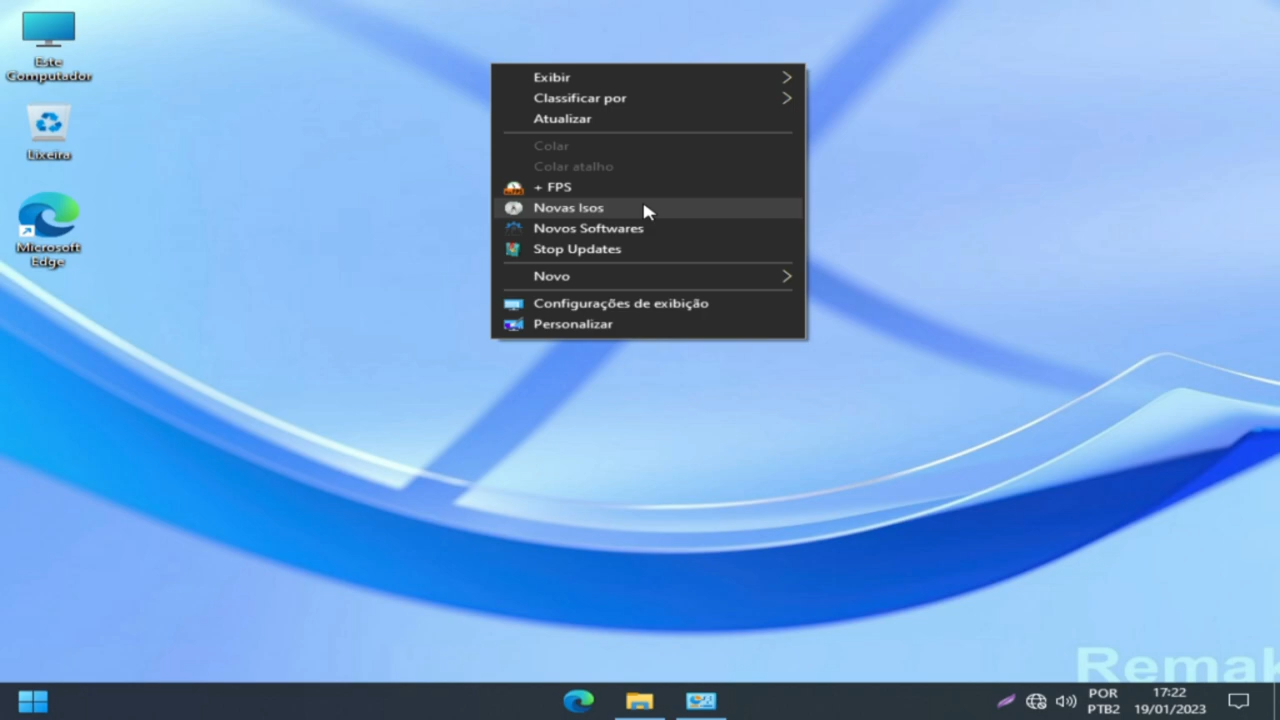 Este
Computador
Lixeira
Microsoft
Edge
Exibir
Classificar por
Atualizar
Colar
Colar atalho
+ FPS
Novas Isos
Novos Softwares
Stop Updates
Novo
Configurações de exibição
Personalizar
Remak
POR
PTB2
17:22
19/01/2023